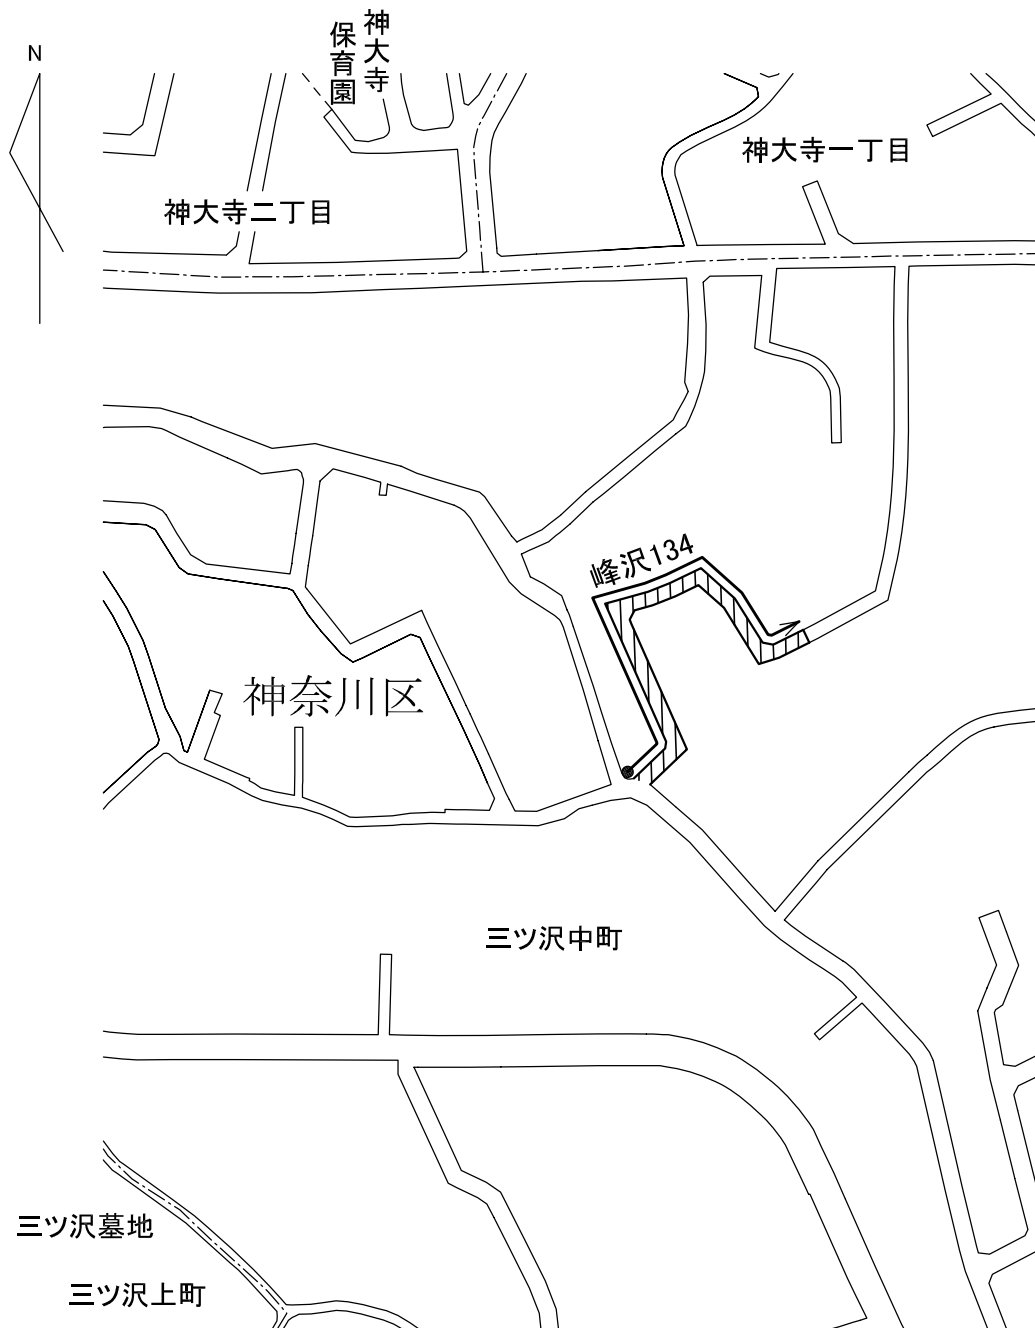 N
神大寺
保育園
神大寺一丁目
神大寺二丁目
峰沢134
神奈川区
三ツ沢中町
三ツ沢墓地
三ツ沢上町